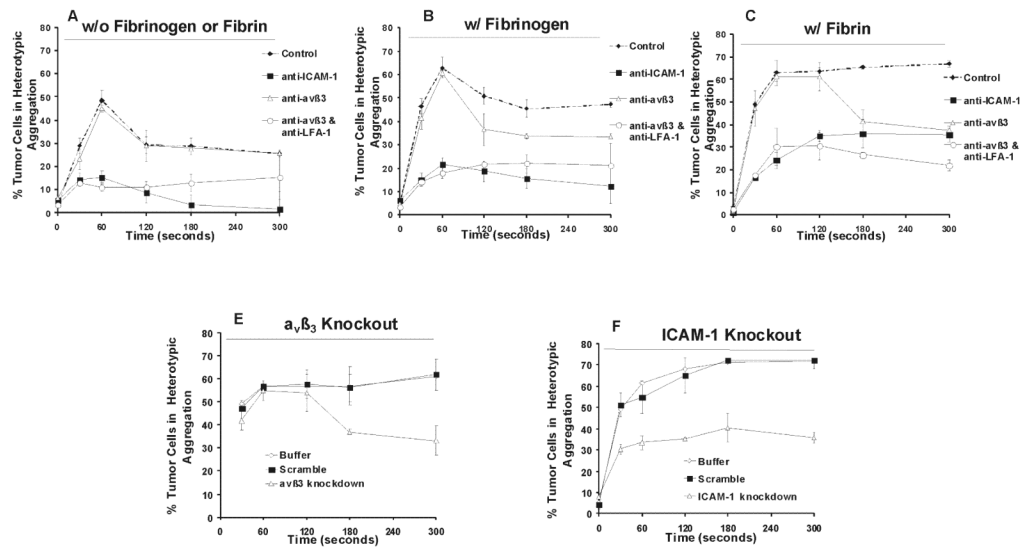 A
w/o Fibrinogen or Fibrin
% Tumor Cells in Heterotypic
Aggregation
80
70
60
50
40
30
20
10
0
0 60 120 180 240 300
Time (seconds)
Control
anti-ICAM-1
anti-avß3
anti-avß3 &
anti-LFA-1
B
w/ Fibrinogen
% Tumor Cells in Heterotypic
Aggregation
80
70
60
50
40
30
20
10
0
0 60 120 180 240 300
Time (seconds)
Control
anti-ICAM-1
anti-avß3
anti-avß3 &
anti-LFA-1
C
w/ Fibrin
% Tumor Cells in Heterotypic
Aggregation
80
70
60
50
40
30
20
10
0
0 60 120 180 240 300
Time (seconds)
Control
anti-ICAM-1
anti-avß3
anti-avß3 &
anti-LFA-1
E
avß3 Knockout
% Tumor Cells in Heterotypic
Aggregation
80
70
60
50
40
30
20
10
0
0 60 120 180 240 300
Time (seconds)
Buffer
Scramble
avß3 knockdown
F
ICAM-1 Knockout
% Tumor Cells in Heterotypic
Aggregation
80
70
60
50
40
30
20
10
0
0 60 120 180 240 300
Time (seconds)
Buffer
Scramble
ICAM-1 knockdown